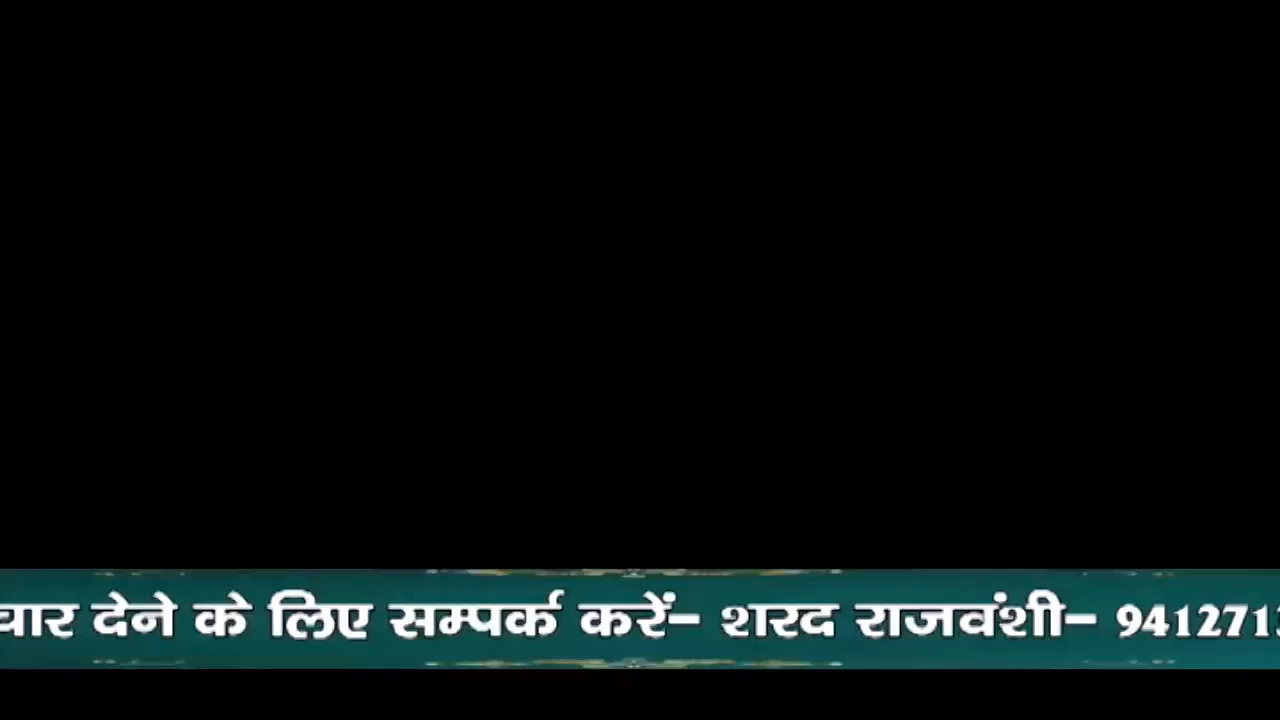 चार देने के लिए सम्पर्क करें- शरद राजवंशी- 941271